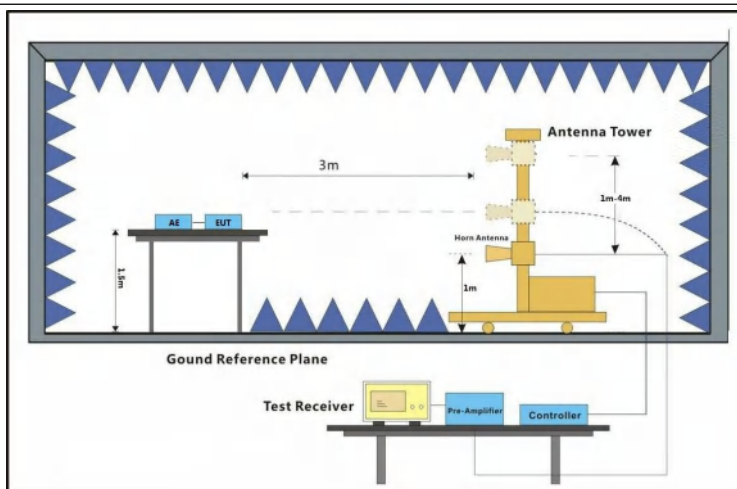 Antenna Tower
3m
1m-4m
AE
EUT
Horn Antenna
1.5m
1m
Gound Reference Plane
Test Receiver
Pre-Amplifier
Controller